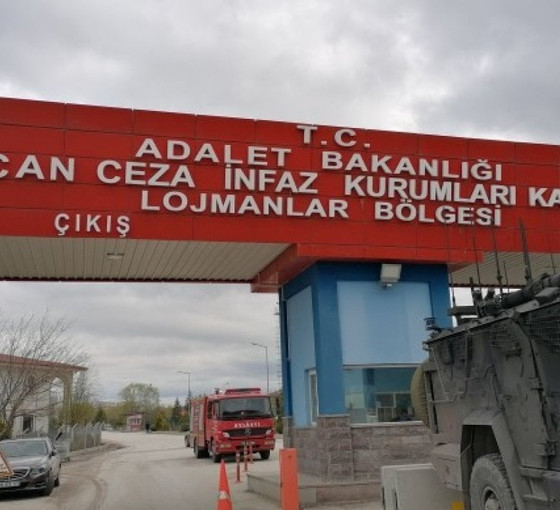 T.C.
ADALET BAKANLIĞI
CAN CEZA İNFAZ KURUMLARI KA
LOJMANLAR BÖLGESİ
ÇIKIŞ